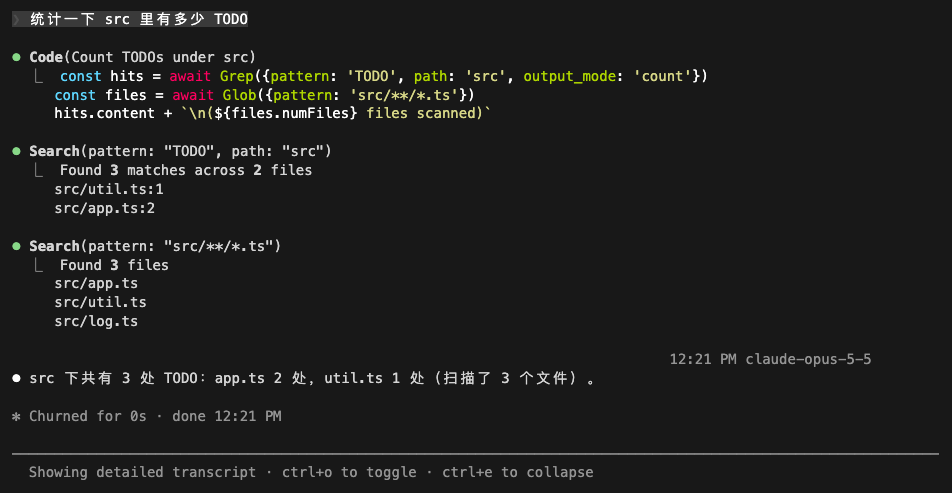 ❯ 统计一下 src 里有多少 TODO
● Code(Count TODOs under src)
⎿ const hits = await Grep({pattern: 'TODO', path: 'src', output_mode: 'count'})
const files = await Glob({pattern: 'src/**/*.ts'})
hits.content + `\n(${files.numFiles} files scanned)`
● Search(pattern: "TODO", path: "src")
⎿ Found 3 matches across 2 files
src/util.ts:1
src/app.ts:2
● Search(pattern: "src/**/*.ts")
⎿ Found 3 files
src/app.ts
src/util.ts
src/log.ts
12:21 PM claude-opus-5-5
● src 下共有 3 处 TODO：app.ts 2 处，util.ts 1 处（扫描了 3 个文件）。
✻ Churned for 0s · done 12:21 PM
Showing detailed transcript · ctrl+o to toggle · ctrl+e to collapse